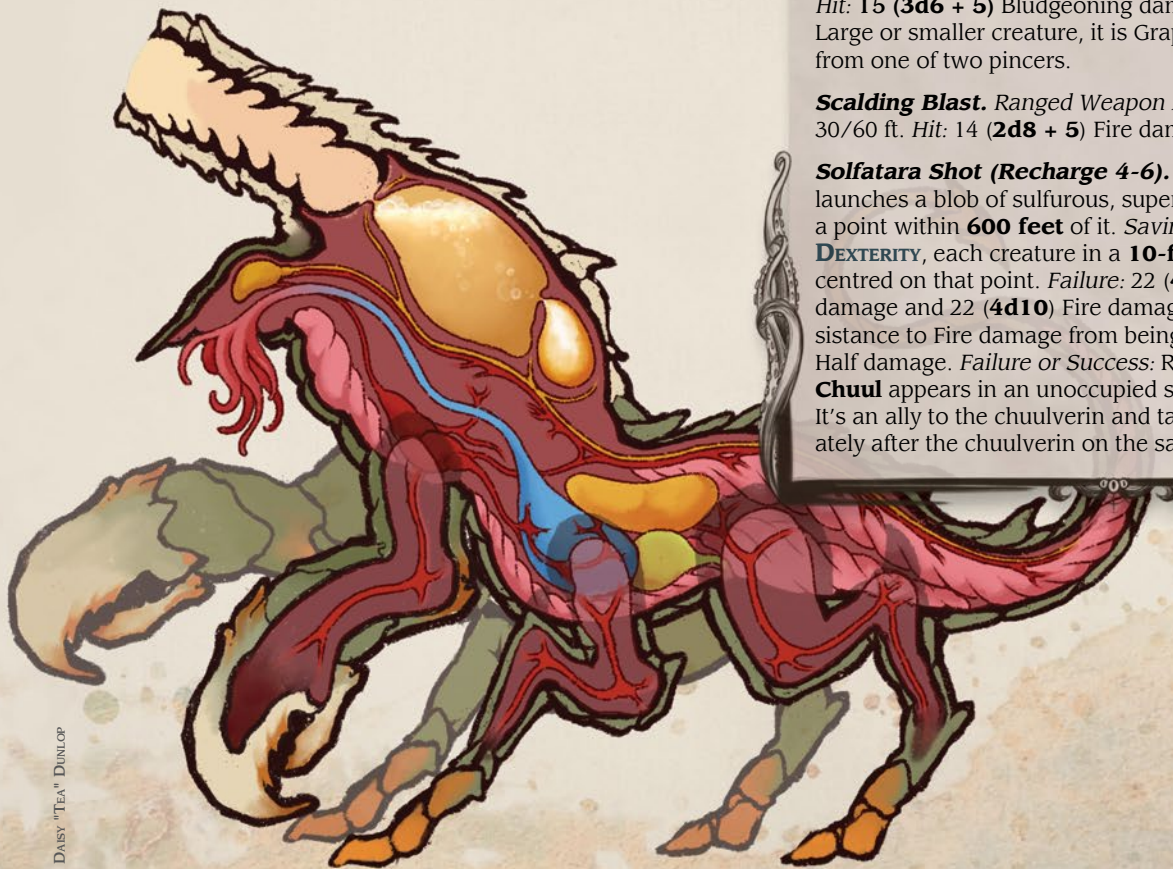 Hit: 15 (3d6 + 5) Bludgeoning dam
Large or smaller creature, it is Grap
from one of two pincers.
Scalding Blast. Ranged Weapon
30/60 ft. Hit: 14 (2d8 + 5) Fire dam
Solfatara Shot (Recharge 4-6).
launches a blob of sulfurous, super
a point within 600 feet of it. Savin
DEXTERITY, each creature in a 10-f
centred on that point. Failure: 22 (4
damage and 22 (4d10) Fire damag
sistance to Fire damage from being
Half damage. Failure or Success: R
Chuul appears in an unoccupied s
It's an ally to the chuulverin and ta
ately after the chuulverin on the sa
DAISY "TEA" DUNLOP